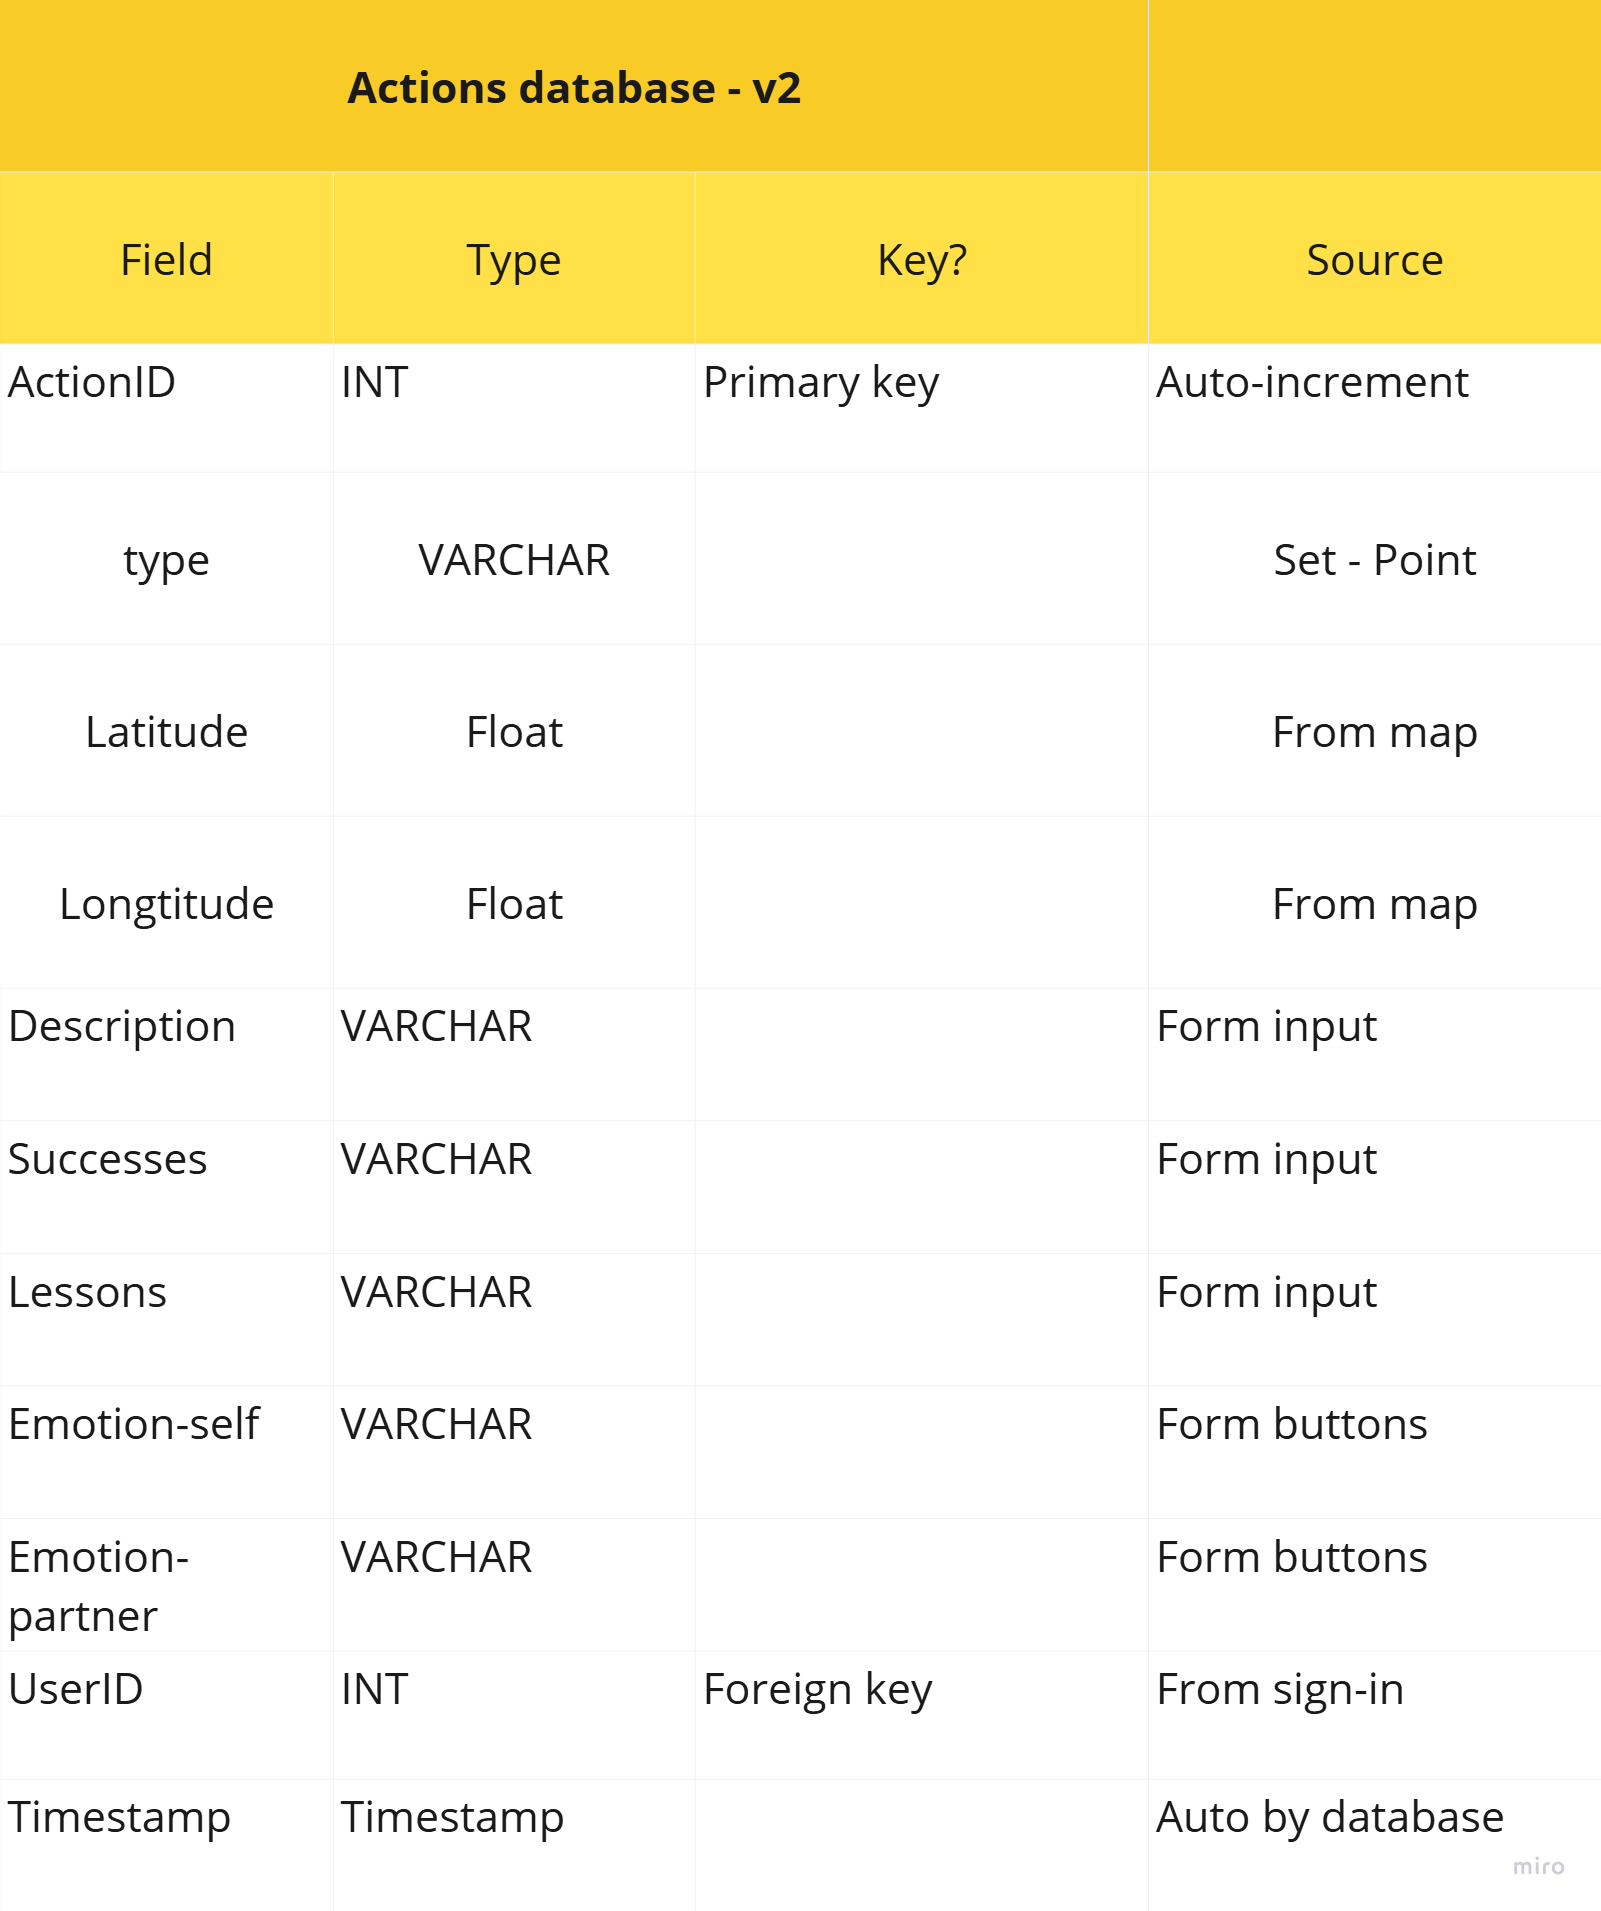 Actions database - v2
Field Type Key? Source
ActionID INT Primary key Auto-increment
type VARCHAR Set - Point
Latitude Float From map
Longtitude Float From map
Description VARCHAR Form input
Successes VARCHAR Form input
Lessons VARCHAR Form input
Emotion-self VARCHAR Form buttons
Emotion- VARCHAR Form buttons
partner
UserID INT Foreign key From sign-in
Timestamp Timestamp Auto by database
miro